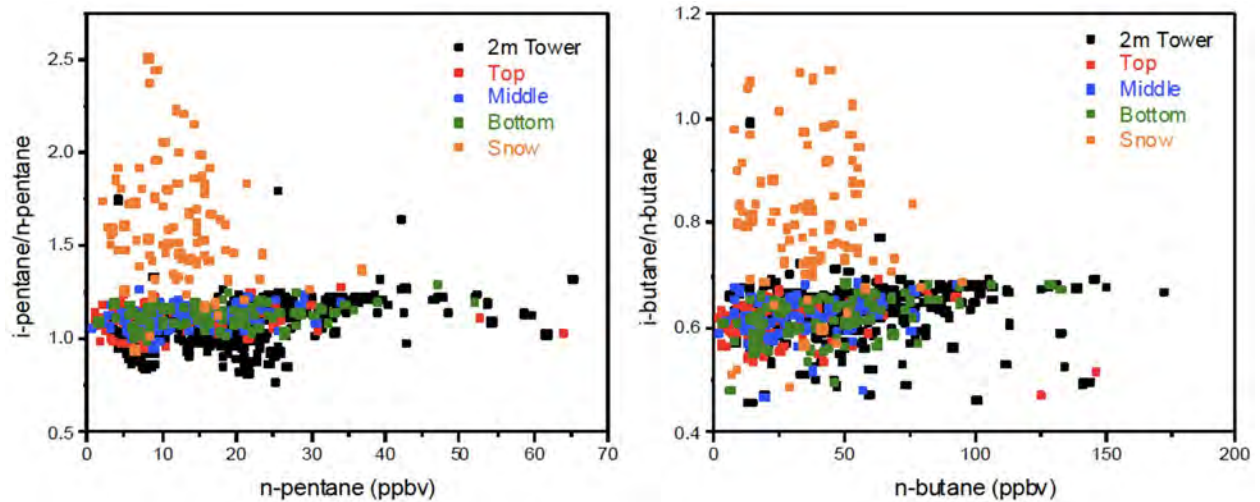 i-pentane/n-pentane
2.5
2.0
1.5
1.0
0.5
0 10 20 30 40 50 60 70
n-pentane (ppbv)
2m Tower
Top
Middle
Bottom
Snow
i-butane/n-butane
1.2
1.0
0.8
0.6
0.4
0 50 100 150 200
n-butane (ppbv)
2m Tower
Top
Middle
Bottom
Snow